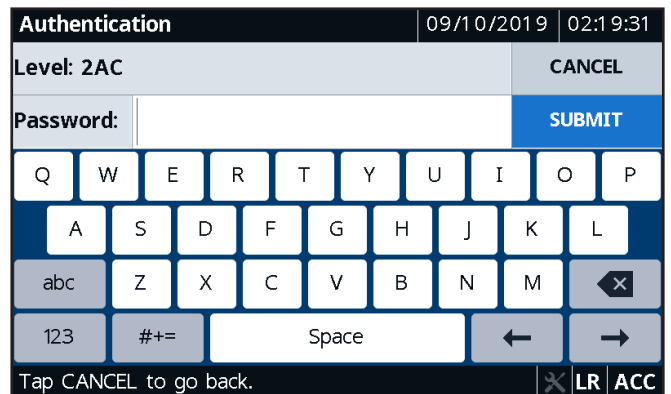 Authentication 09/10/2019 02:19:31
Level: 2AC CANCEL
Password: SUBMIT
Q W E R T Y U I O P
A S D F G H J K L
abc Z X C V B N M
123 #+= Space ← →
Tap CANCEL to go back. LR ACC